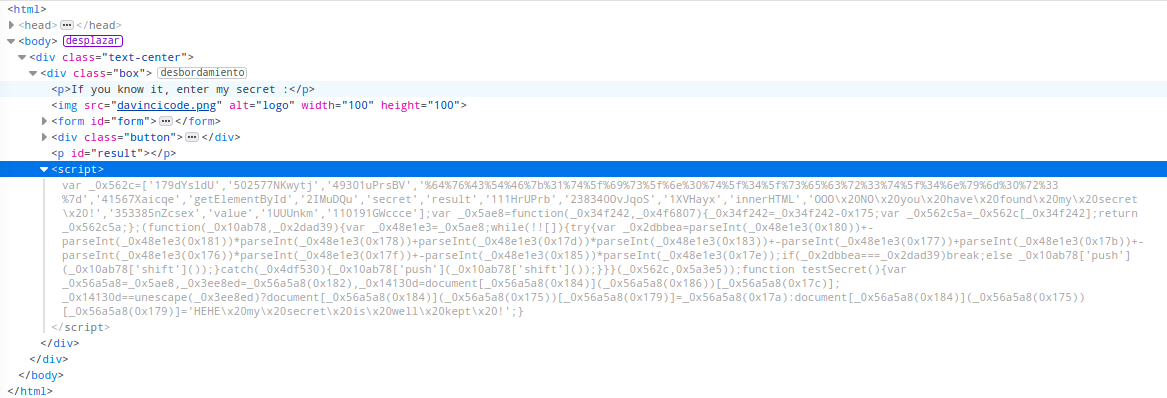 <html>
<head> ... </head>
<body> desplazar
<div class="text-center">
<div class="box"> desbordamiento
<p>If you know it, enter my secret :</p>
<img src="davincicode.png" alt="logo" width="100" height="100">
<form id="form"> ... </form>
<div class="button"> ... </div>
<p id="result"></p>
<script>
var _0x562c=['179dYsldU','502577NKwytj','49301uPrsBV','%64%76%43%54%46%7b%31%74%5f%69%73%5f%6e%30%74%5f%34%5f%73%65%63%72%33%74%5f%34%6e%79%6d%30%72%33
%7d','41567Xaicqe','getElementById','2IMuDQu','secret','result','111HrUPrb','238340OvJqoS','1XVHayx','innerHTML','OOO\x20NO\x20you\x20have\x20found\x20my\x20secret
\x20!','353385nZcsex','value','1UUUnkm','110191GWccce'];var _0x5ae8=function(_0x34f242,_0x4f6807){_0x34f242=_0x34f242-0x175;var _0x562c5a=_0x562c[_0x34f242];return
_0x562c5a;};(function(_0x10ab78,_0x2dad39){var _0x48e1e3=_0x5ae8;while(!![]){try{var _0x2dbbea=parseInt(_0x48e1e3(0x180))+-
parseInt(_0x48e1e3(0x181))*parseInt(_0x48e1e3(0x178))+parseInt(_0x48e1e3(0x17d))*parseInt(_0x48e1e3(0x183))+-parseInt(_0x48e1e3(0x177))+parseInt(_0x48e1e3(0x17b))+-
parseInt(_0x48e1e3(0x176))*parseInt(_0x48e1e3(0x17f))+-parseInt(_0x48e1e3(0x185))*parseInt(_0x48e1e3(0x17e));if(_0x2dbbea===_0x2dad39)break;else _0x10ab78['push']
(_0x10ab78['shift']());}catch(_0x4df530){_0x10ab78['push'](_0x10ab78['shift']());}}}(_0x562c,0x5a3e5));function testSecret(){var
_0x56a5a8=_0x5ae8,_0x3ee8ed=_0x56a5a8(0x182),_0x14130d=document[_0x56a5a8(0x184)](_0x56a5a8(0x186))[_0x56a5a8(0x17c)];
_0x14130d==unescape(_0x3ee8ed)?document[_0x56a5a8(0x184)](_0x56a5a8(0x175))[_0x56a5a8(0x179)]=_0x56a5a8(0x17a):document[_0x56a5a8(0x184)](_0x56a5a8(0x175))
[_0x56a5a8(0x179)]='HEHE\x20my\x20secret\x20is\x20well\x20kept\x20!';}
</script>
</div>
</div>
</body>
</html>